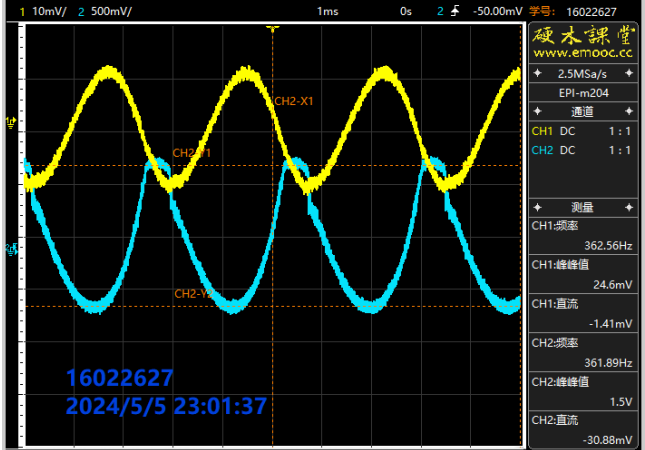 1 10mV/ 2 500mV/ 1ms 0s 2 -50.00mV 学号: 16022627
硬木課堂
www.emooc.cc
2.5MSa/s
EPI-m204
通道
CH1 DC 1 : 1
CH2 DC 1 : 1
测量
CH1:频率
362.56Hz
CH1:峰峰值
24.6mV
CH1:直流
-1.41mV
CH2:频率
361.89Hz
CH2:峰峰值
1.5V
CH2:直流
-30.88mV
CH2-X1
CH2-Y1
CH2-Y2
16022627
2024/5/5 23:01:37